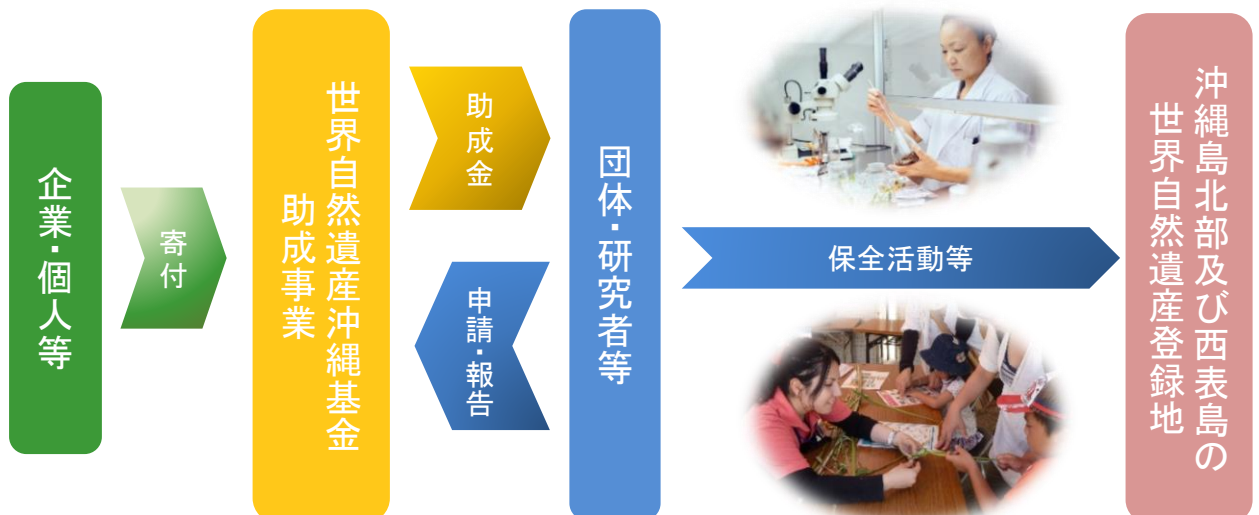 企業・個人等
寄付
世界自然遺産沖縄基金
助成事業
助成金
申請・報告
団体・研究者等
保全活動等
沖縄島北部及び西表島の
世界自然遺産登録地